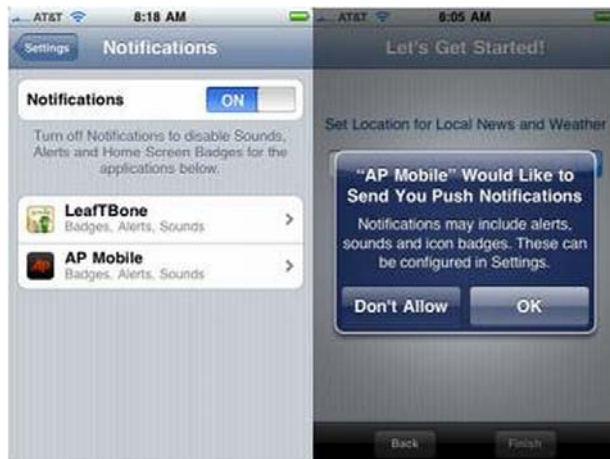 AT&T 8:18 AM
Settings Notifications
Notifications ON
Turn off Notifications to disable Sounds,
Alerts and Home Screen Badges for the
applications below.
LeafTBone
Badges, Alerts, Sounds
AP Mobile
Badges, Alerts, Sounds
AT&T 8:05 AM
Let's Get Started!
Set Location for Local News and Weather
"AP Mobile" Would Like to
Send You Push Notifications
Notifications may include alerts,
sounds and icon badges. These can
be configured in Settings.
Don't Allow OK
Back Finish